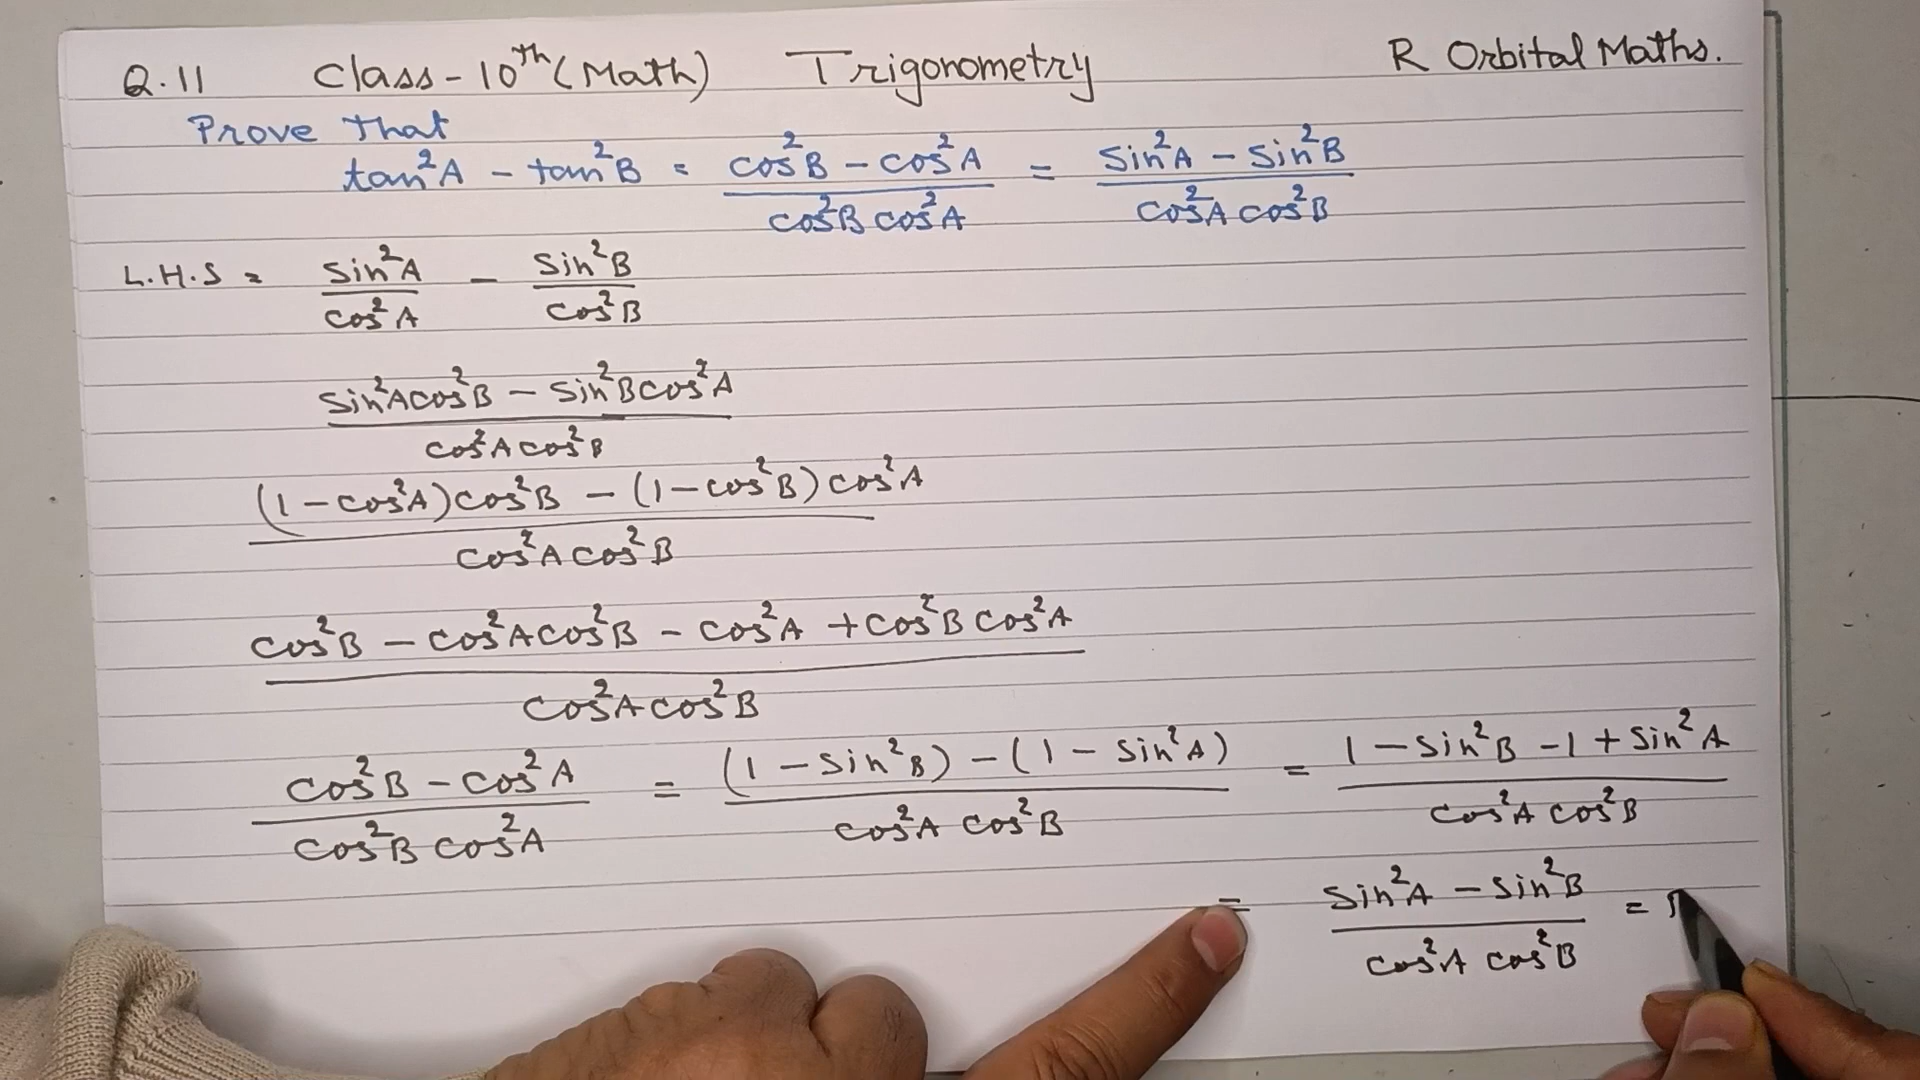 Q.11 Class-10th (Math) Trigonometry R Orbital Maths.
Prove That
tan²A - tan²B = (cos²B - cos²A)/(cos²B cos²A) = (Sin²A - Sin²B)/(cos²A cos²B)
L.H.S = Sin²A/cos²A - Sin²B/cos²B
(Sin²A cos²B - Sin²B cos²A)/(cos²A cos²B)
((1 - cos²A) cos²B - (1 - cos²B) cos²A)/(cos²A cos²B)
(cos²B - cos²A cos²B - cos²A + cos²B cos²A)/(cos²A cos²B)
(cos²B - cos²A)/(cos²B cos²A) = ((1 - Sin²B) - (1 - Sin²A))/(cos²A cos²B) = (1 - Sin²B - 1 + Sin²A)/(cos²A cos²B)
= (Sin²A - Sin²B)/(cos²A cos²B) =